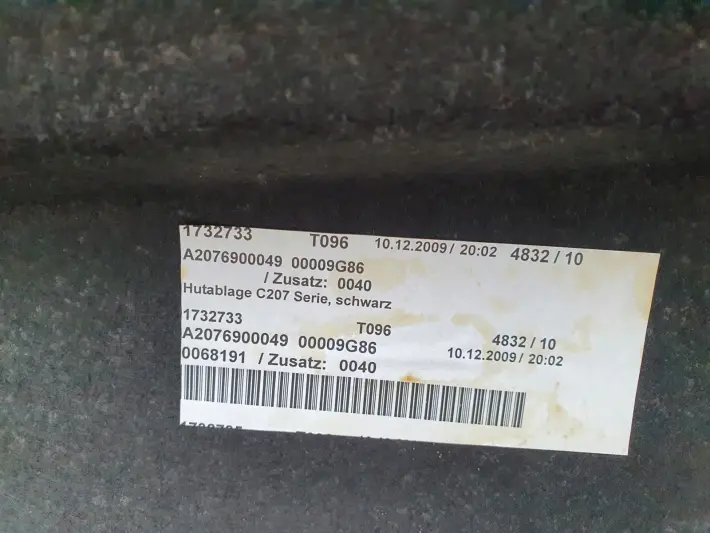 1732733 T096 10.12.2009/ 20:02 4832 / 10
A2076900049 00009G86
/ Zusatz: 0040
Hutablage C207 Serie, schwarz
1732733 T096 4832 / 10
A2076900049 00009G86 10.12.2009/ 20:02
0068191 / Zusatz: 0040